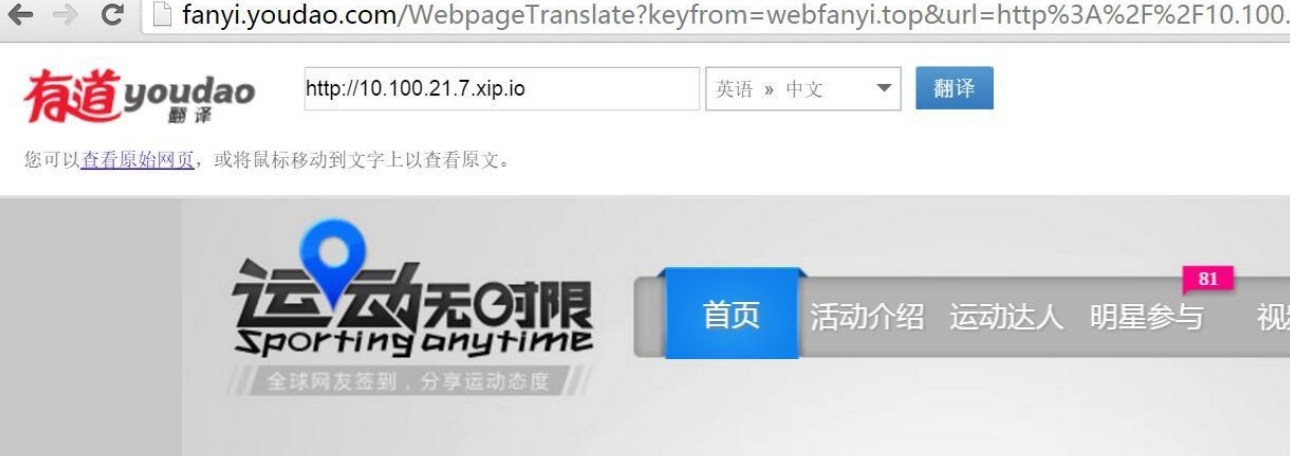 fanyi.youdao.com/WebpageTranslate?keyfrom=webfanyi.top&url=http%3A%2F%2F10.100.
有道 youdao
翻译
http://10.100.21.7.xip.io
英语 » 中文
翻译
您可以查看原始网页，或将鼠标移动到文字上以查看原文。
运动无时限
Sporting anytime
全球网友签到，分享运动态度
首页
活动介绍
运动达人
明星参与
81